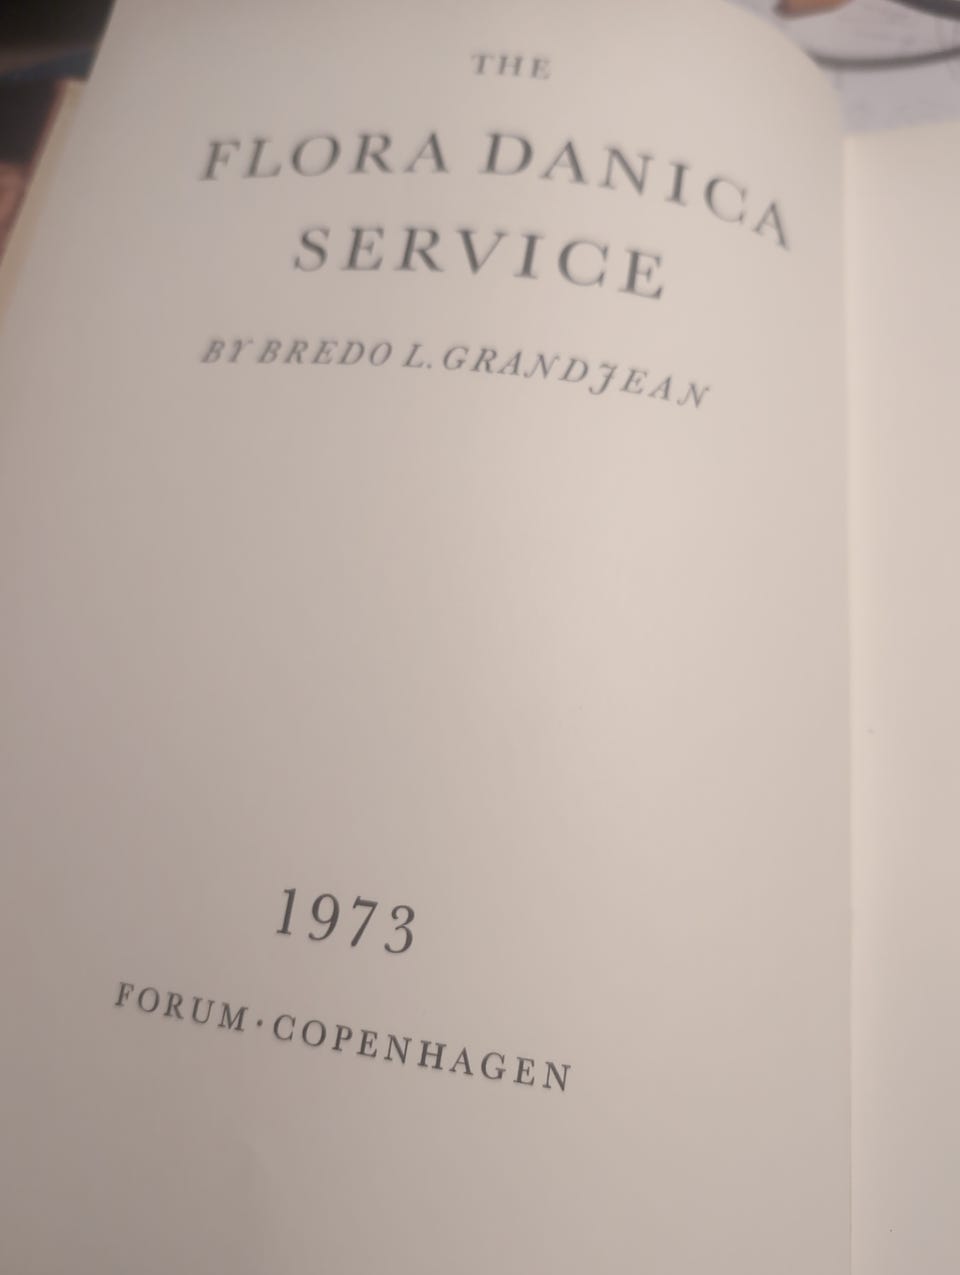 THE
FLORA DANICA
SERVICE
BY BREDO L. GRANDJEAN
1973
FORUM · COPENHAGEN